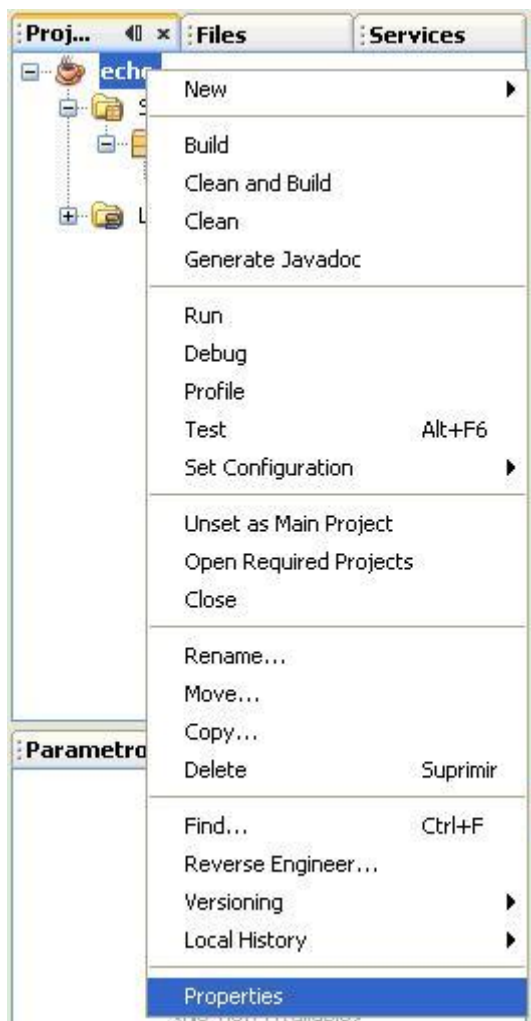 Proj... Files Services
echo
New
Build
Clean and Build
Clean
Generate Javadoc
Run
Debug
Profile
Test Alt+F6
Set Configuration
Unset as Main Project
Open Required Projects
Close
Rename...
Move...
Copy...
Parametro
Delete Suprimir
Find... Ctrl+F
Reverse Engineer...
Versioning
Local History
Properties